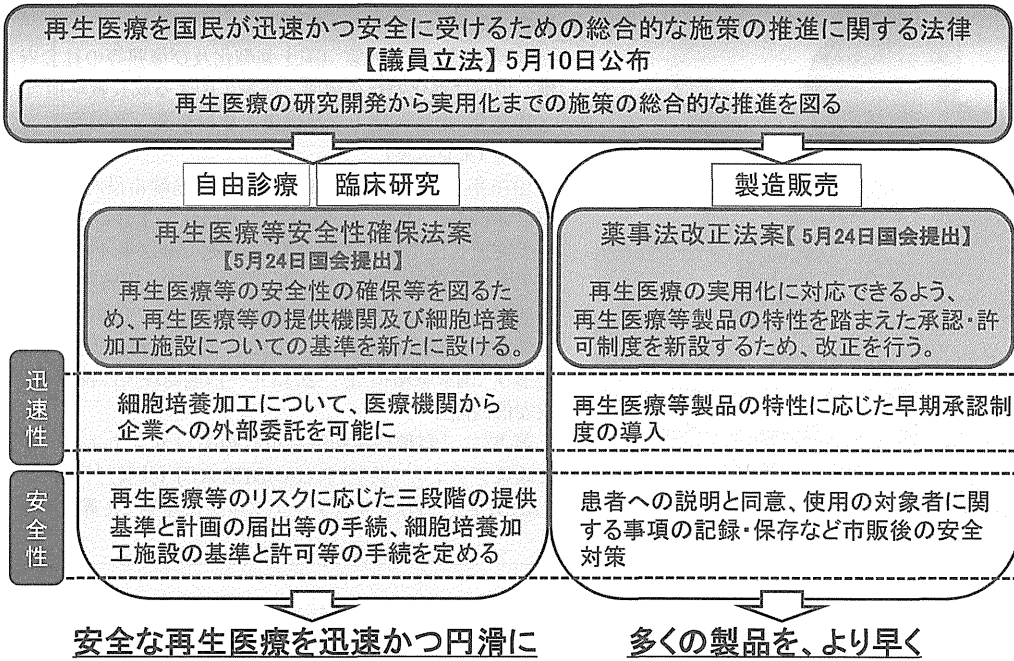 再生医療を国民が迅速かつ安全に受けるための総合的な施策の推進に関する法律
【議員立法】5月10日公布
再生医療の研究開発から実用化までの施策の総合的な推進を図る
自由診療
臨床研究
再生医療等安全性確保法案
【5月24日国会提出】
再生医療等の安全性の確保等を図るた
め、再生医療等の提供機関及び細胞培養
加工施設についての基準を新たに設ける。
製造販売
薬事法改正法案【5月24日国会提出】
再生医療の実用化に対応できるよう、
再生医療等製品の特性を踏まえた承認・許
可制度を新設するため、改正を行う。
迅速性
細胞培養加工について、医療機関から
企業への外部委託を可能に
再生医療等製品の特性に応じた早期承認制
度の導入
安全性
再生医療等のリスクに応じた三段階の提供
基準と計画の届出等の手続、細胞培養加
工施設の基準と許可等の手続を定める
患者への説明と同意、使用の対象者に関
する事項の記録・保存など市販後の安全
対策
安全な再生医療を迅速かつ円滑に
多くの製品を、より早く